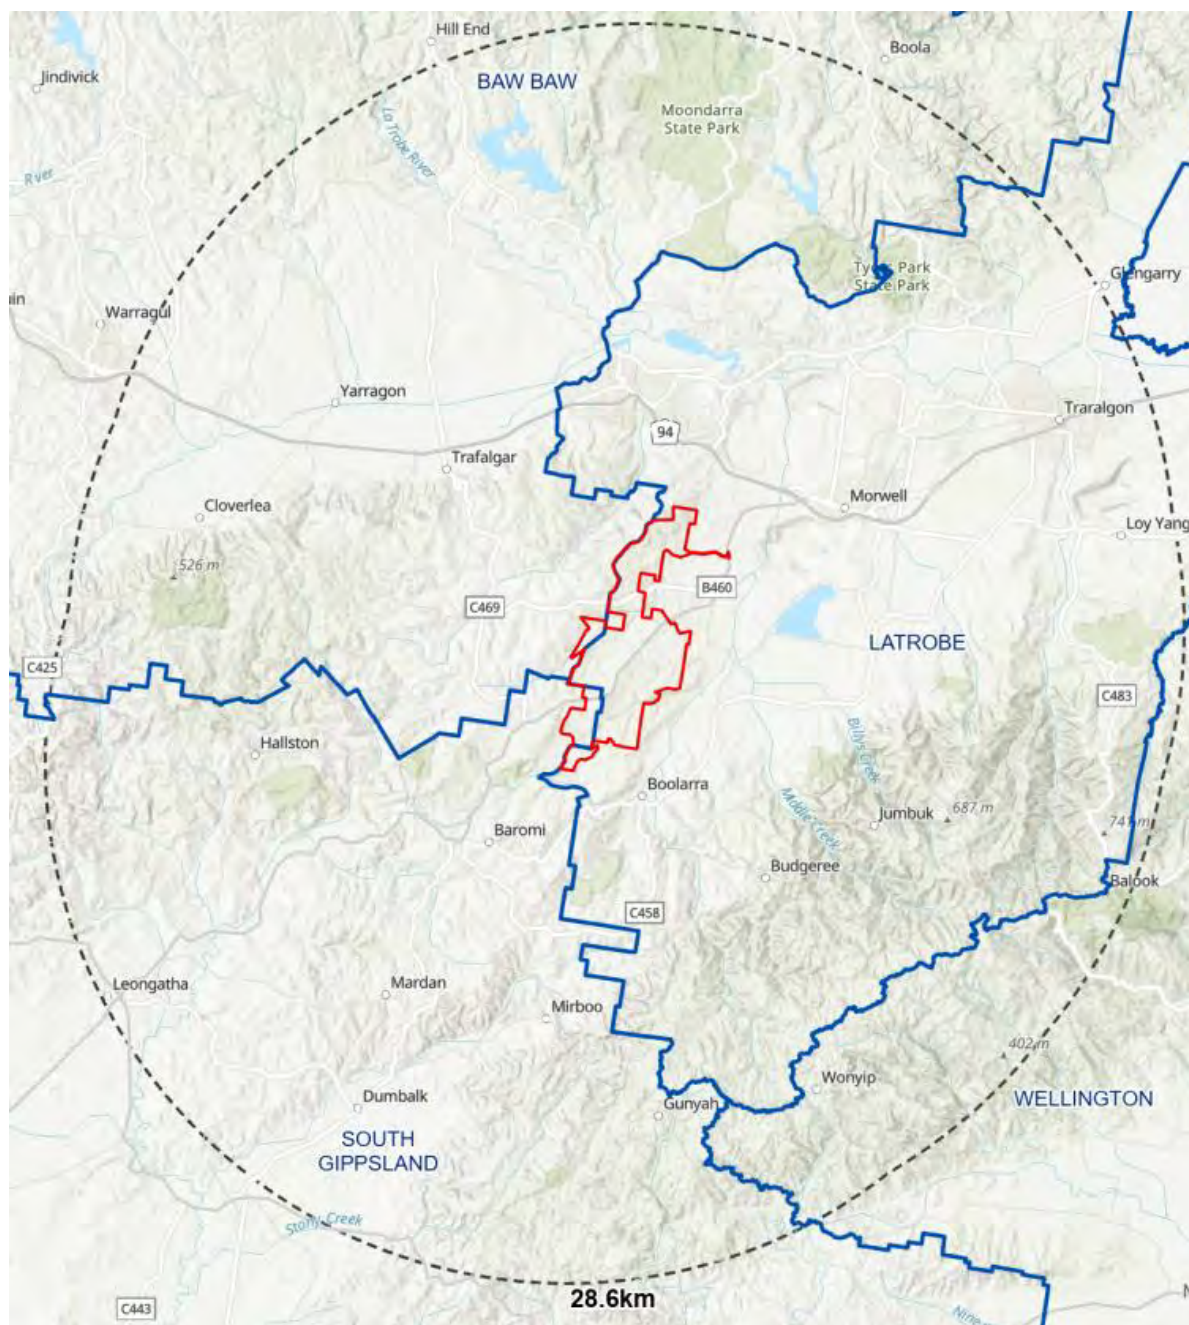 Hill End
Boola
Jindivick
BAW BAW
Moondarra
State Park
La Trobe River
River
Tyers Park
State Park
Glengarry
Warragul
Yarragon
Traralgon
94
Trafalgar
Morwell
Cloverlea
Loy Yang
526 m
B460
C469
LATROBE
C425
C483
Hallston
Billys Creek
Boolarra
Middle Creek
Jumbuk
687 m
741 m
Baromi
Budgeree
Balook
C458
Leongatha
Mardan
Mirboo
402 m
Wonyip
Dumbalk
Gunyah
WELLINGTON
SOUTH
GIPPSLAND
Stony Creek
28.6km
C443